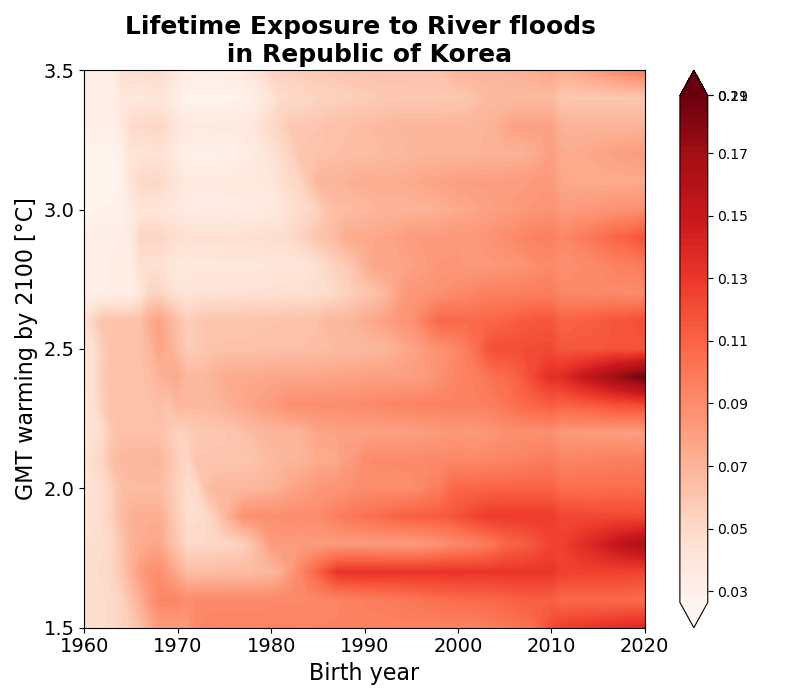 Lifetime Exposure to River floods
in Republic of Korea
GMT warming by 2100 [°C]
3.5
3.0
2.5
2.0
1.5
1960 1970 1980 1990 2000 2010 2020
Birth year
0.17
0.15
0.13
0.11
0.09
0.07
0.05
0.03